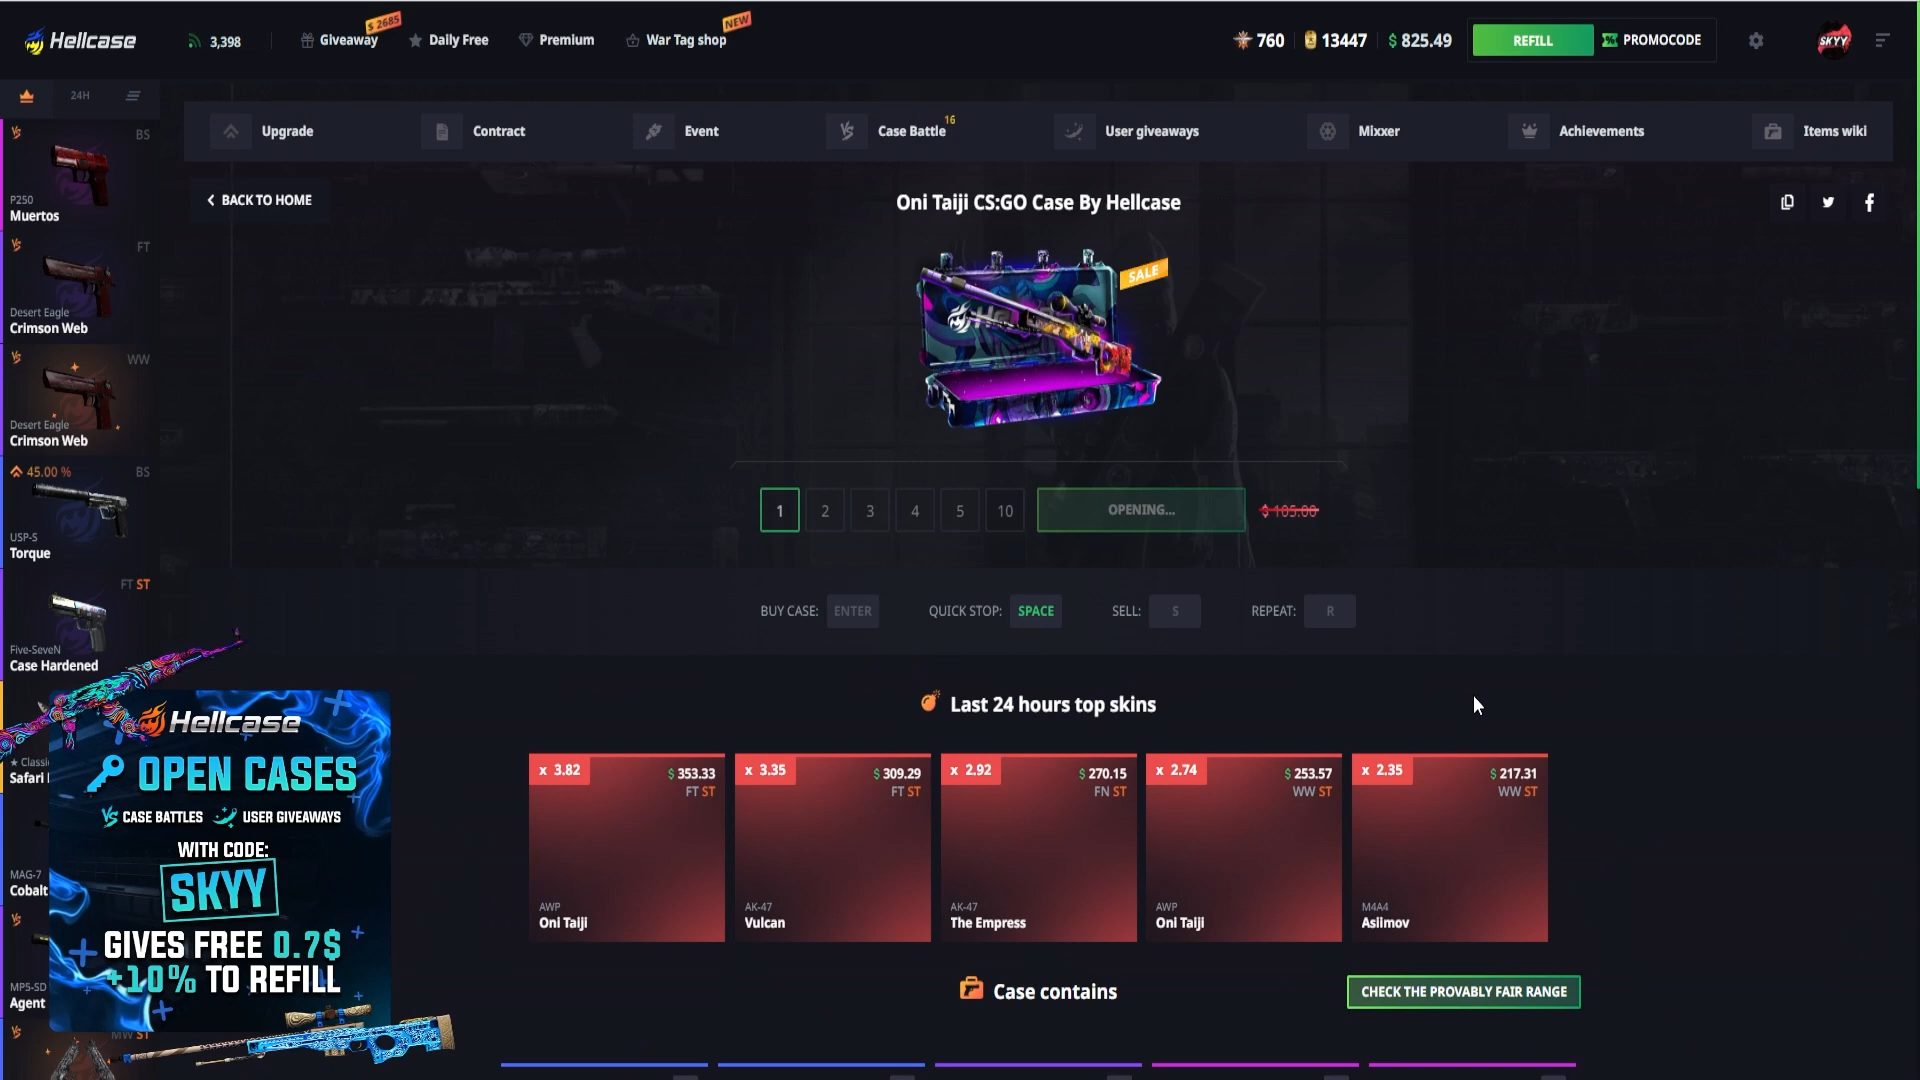 Hellcase
3,398
Giveaway
$ 2685
Daily Free
Premium
War Tag shop
NEW
760
13447
$ 825.49
REFILL
PROMOCODE
SKYY
24H
Upgrade
Contract
Event
Case Battle
16
User giveaways
Mixxer
Achievements
Items wiki
BACK TO HOME
Oni Taiji CS:GO Case By Hellcase
SALE
1
2
3
4
5
10
OPENING...
$ 105.00
BUY CASE:
ENTER
QUICK STOP:
SPACE
SELL:
S
REPEAT:
R
BS
P250
Muertos
FT
Desert Eagle
Crimson Web
WW
Desert Eagle
Crimson Web
45.00 %
BS
USP-S
Torque
FT ST
Five-SeveN
Case Hardened
★ Classi
Safari
MAG-7
Cobalt
MP5-SD
Agent
MW ST
Hellcase
OPEN CASES
VS CASE BATTLES
USER GIVEAWAYS
WITH CODE:
SKYY
GIVES FREE 0.7$
+10% TO REFILL
Last 24 hours top skins
x 3.82
$ 353.33
FT ST
AWP
Oni Taiji
x 3.35
$ 309.29
FT ST
AK-47
Vulcan
x 2.92
$ 270.15
FN ST
AK-47
The Empress
x 2.74
$ 253.57
WW ST
AWP
Oni Taiji
x 2.35
$ 217.31
WW ST
M4A4
Asiimov
Case contains
CHECK THE PROVABLY FAIR RANGE